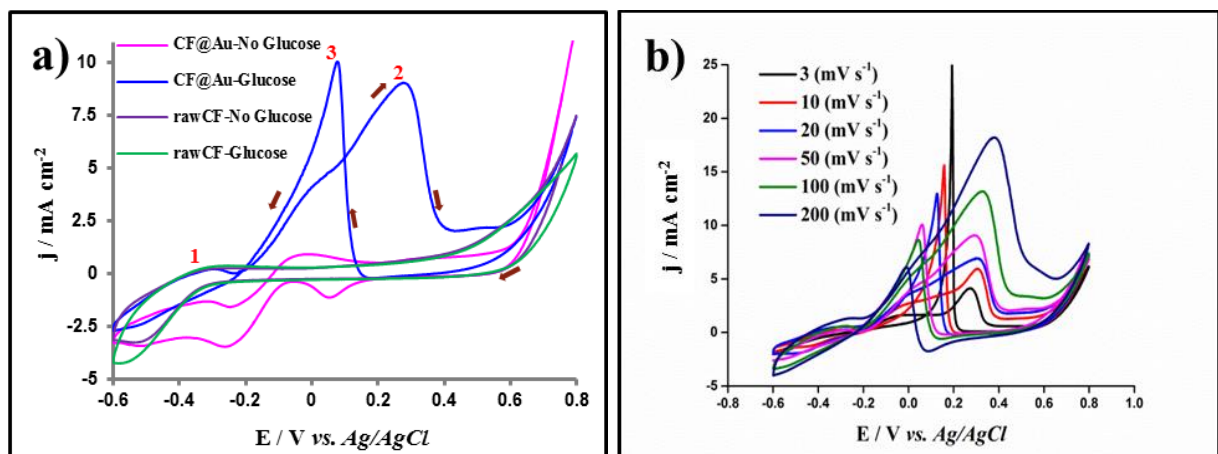 a)
CF@Au-No Glucose
CF@Au-Glucose
rawCF-No Glucose
rawCF-Glucose
3
2
1
10
7.5
5
2.5
0
-2.5
-5
j / mA cm-2
-0.6 -0.4 -0.2 0 0.2 0.4 0.6 0.8
E / V vs. Ag/AgCl
b)
3 (mV s-1)
10 (mV s-1)
20 (mV s-1)
50 (mV s-1)
100 (mV s-1)
200 (mV s-1)
25
20
15
10
5
0
-5
j / mA cm-2
-0.8 -0.6 -0.4 -0.2 0.0 0.2 0.4 0.6 0.8 1.0
E / V vs. Ag/AgCl